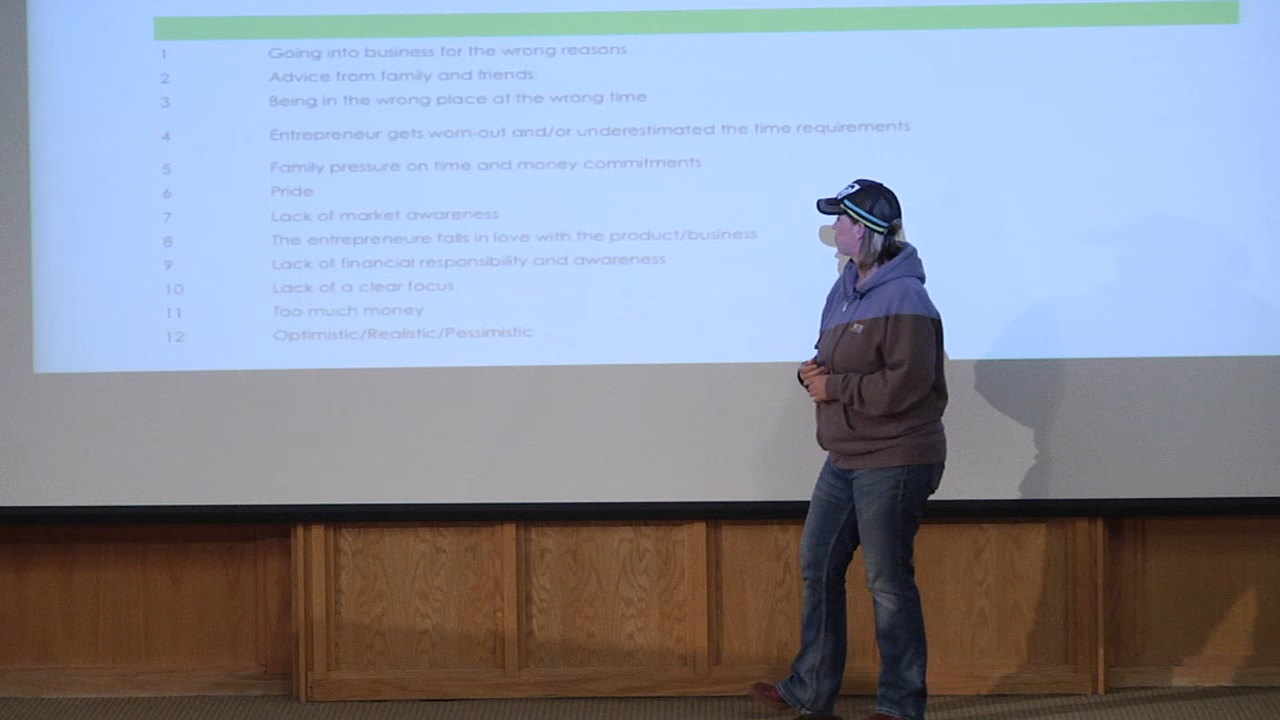 1 Going into business for the wrong reasons
2 Advice from family and friends
3 Being in the wrong place at the wrong time
4 Entrepreneur gets worn-out and/or underestimated the time requirements
5 Family pressure on time and money commitments
6 Pride
7 Lack of market awareness
8 The entrepreneure falls in love with the product/business
9 Lack of financial responsibility and awareness
10 Lack of a clear focus
11 Too much money
12 Optimistic/Realistic/Pessimistic